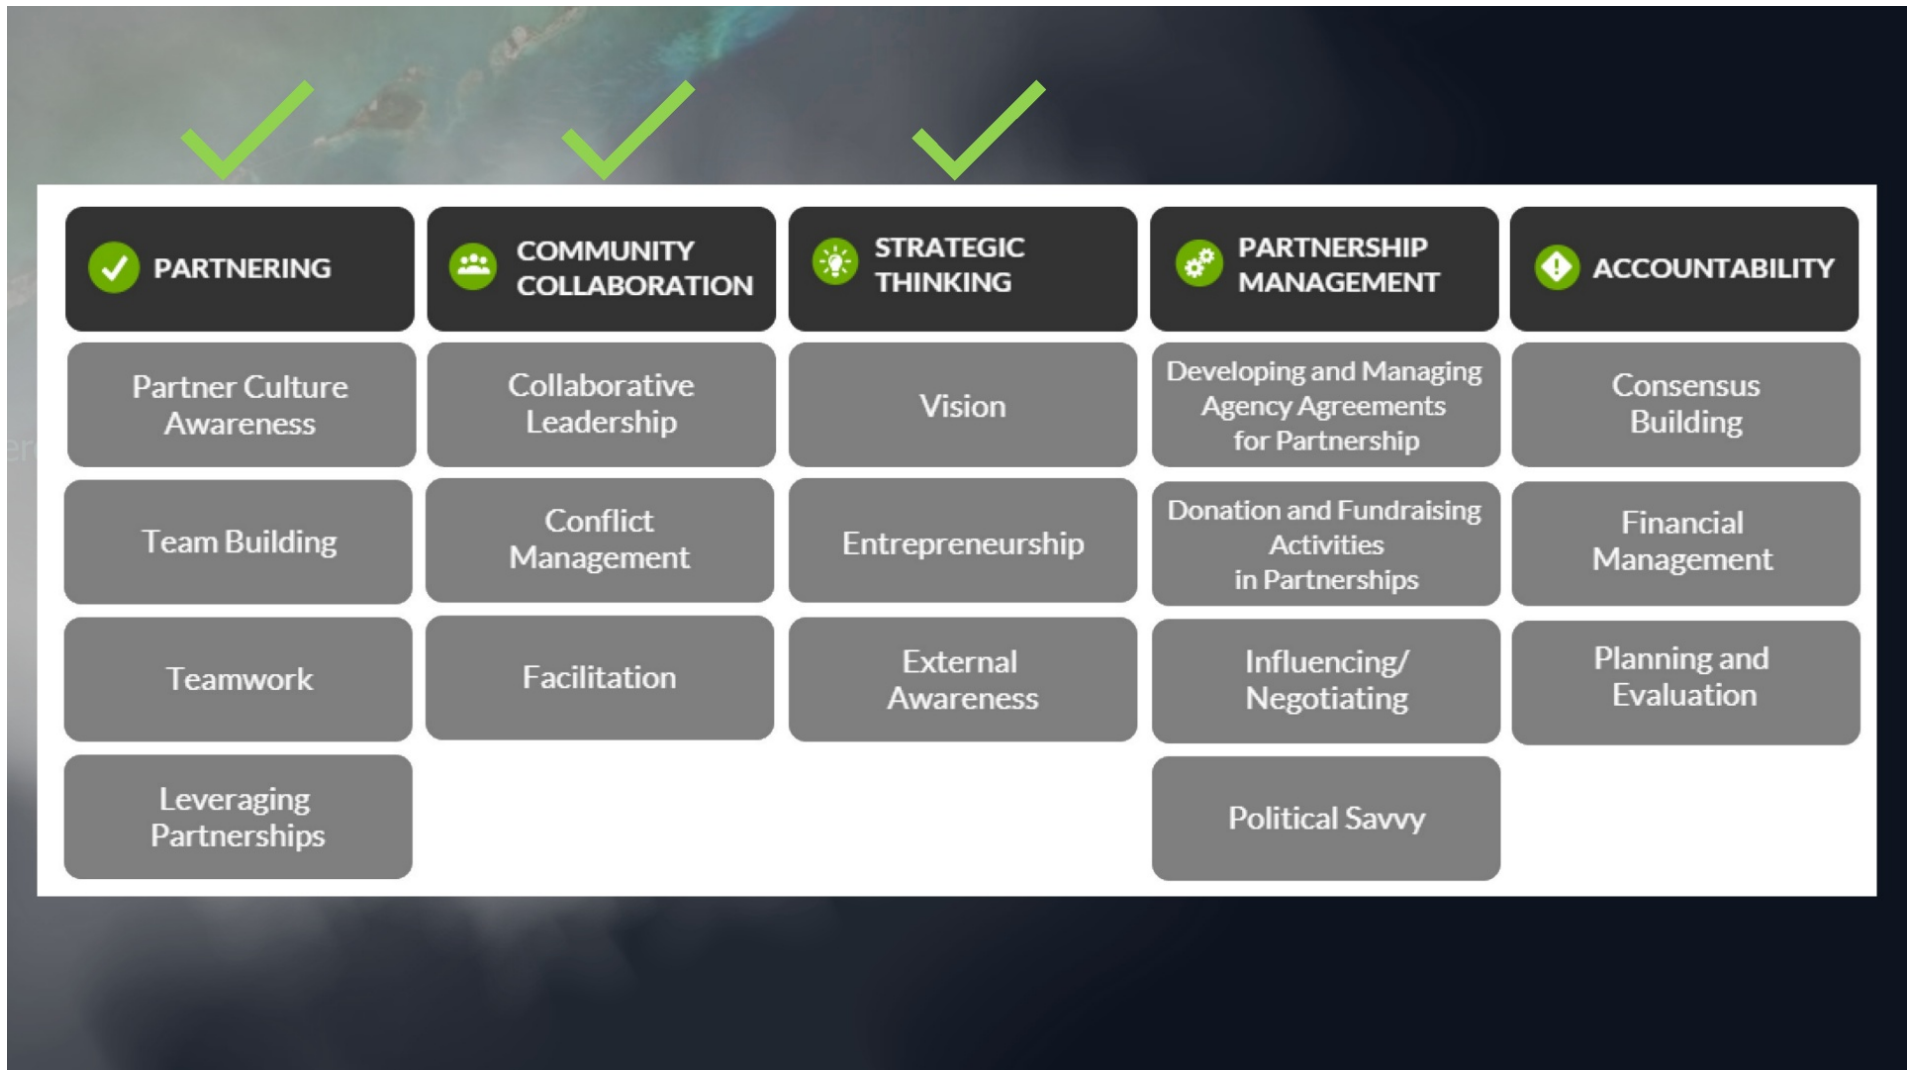 PARTNERING
COMMUNITY
COLLABORATION
STRATEGIC
THINKING
PARTNERSHIP
MANAGEMENT
ACCOUNTABILITY
Partner Culture
Awareness
Collaborative
Leadership
Vision
Developing and Managing
Agency Agreements
for Partnership
Consensus
Building
Team Building
Conflict
Management
Entrepreneurship
Donation and Fundraising
Activities
in Partnerships
Financial
Management
Teamwork
Facilitation
External
Awareness
Influencing/
Negotiating
Planning and
Evaluation
Leveraging
Partnerships
Political Savvy